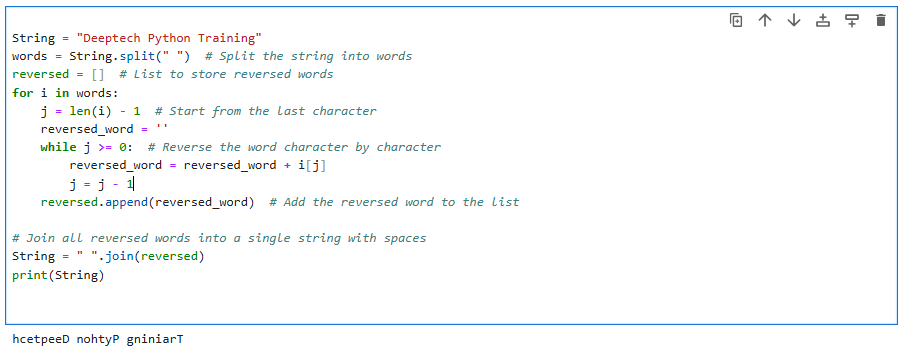 String = "Deeptech Python Training"
words = String.split(" ")  # Split the string into words
reversed = []  # List to store reversed words
for i in words:
    j = len(i) - 1  # Start from the last character
    reversed_word = ''
    while j >= 0:  # Reverse the word character by character
        reversed_word = reversed_word + i[j]
        j = j - 1
    reversed.append(reversed_word)  # Add the reversed word to the list

# Join all reversed words into a single string with spaces
String = " ".join(reversed)
print(String)
hcetpeeD nohtyP gniniarT